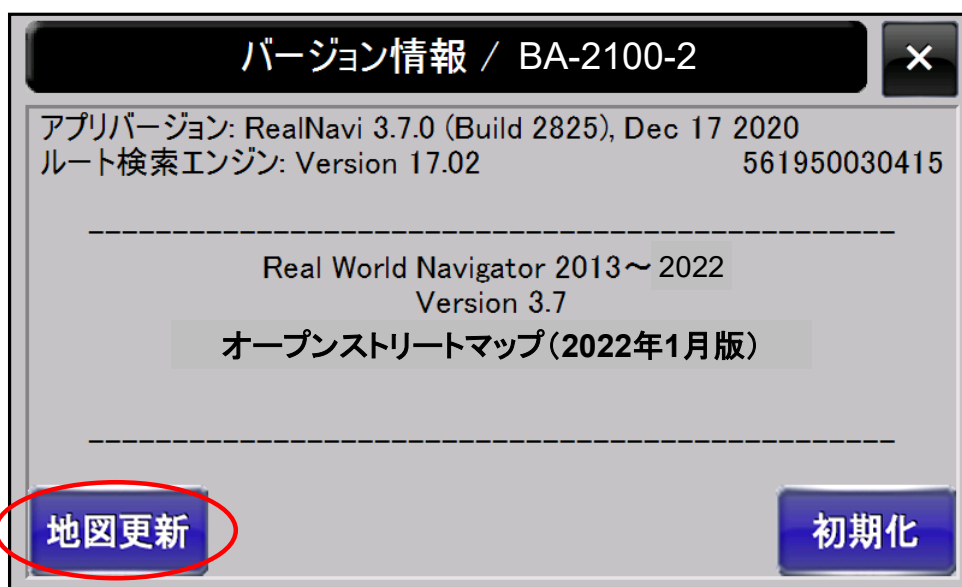 バージョン情報 / BA-2100-2
×
アプリバージョン: RealNavi 3.7.0 (Build 2825), Dec 17 2020
ルート検索エンジン: Version 17.02 561950030415
Real World Navigator 2013～2022
Version 3.7
オープンストリートマップ（2022年1月版）
地図更新 初期化